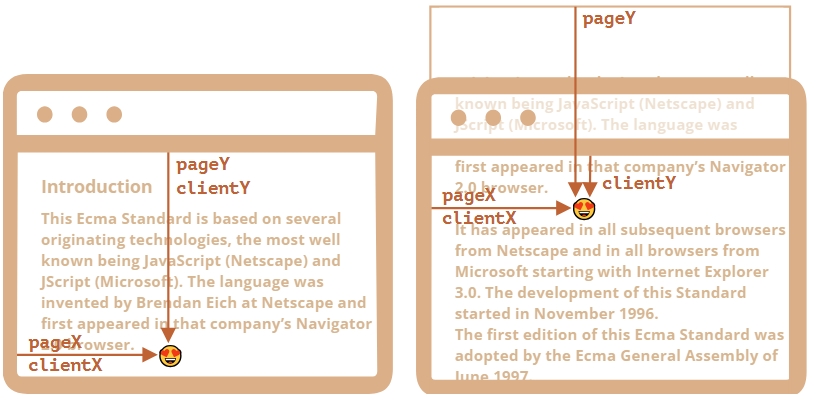 pageY
clientY
Introduction
This Ecma Standard is based on several
originating technologies, the most well
known being JavaScript (Netscape) and
JScript (Microsoft). The language was
invented by Brendan Eich at Netscape and
first appeared in that company's Navigator
browser.
pageX
clientX
pageY
known being JavaScript (Netscape) and
JScript (Microsoft). The language was
first appeared in that company's Navigator
2.0 browser.
clientY
pageX
clientX
It has appeared in all subsequent browsers
from Netscape and in all browsers from
Microsoft starting with Internet Explorer
3.0. The development of this Standard
started in November 1996.
The first edition of this Ecma Standard was
adopted by the Ecma General Assembly of
June 1997.